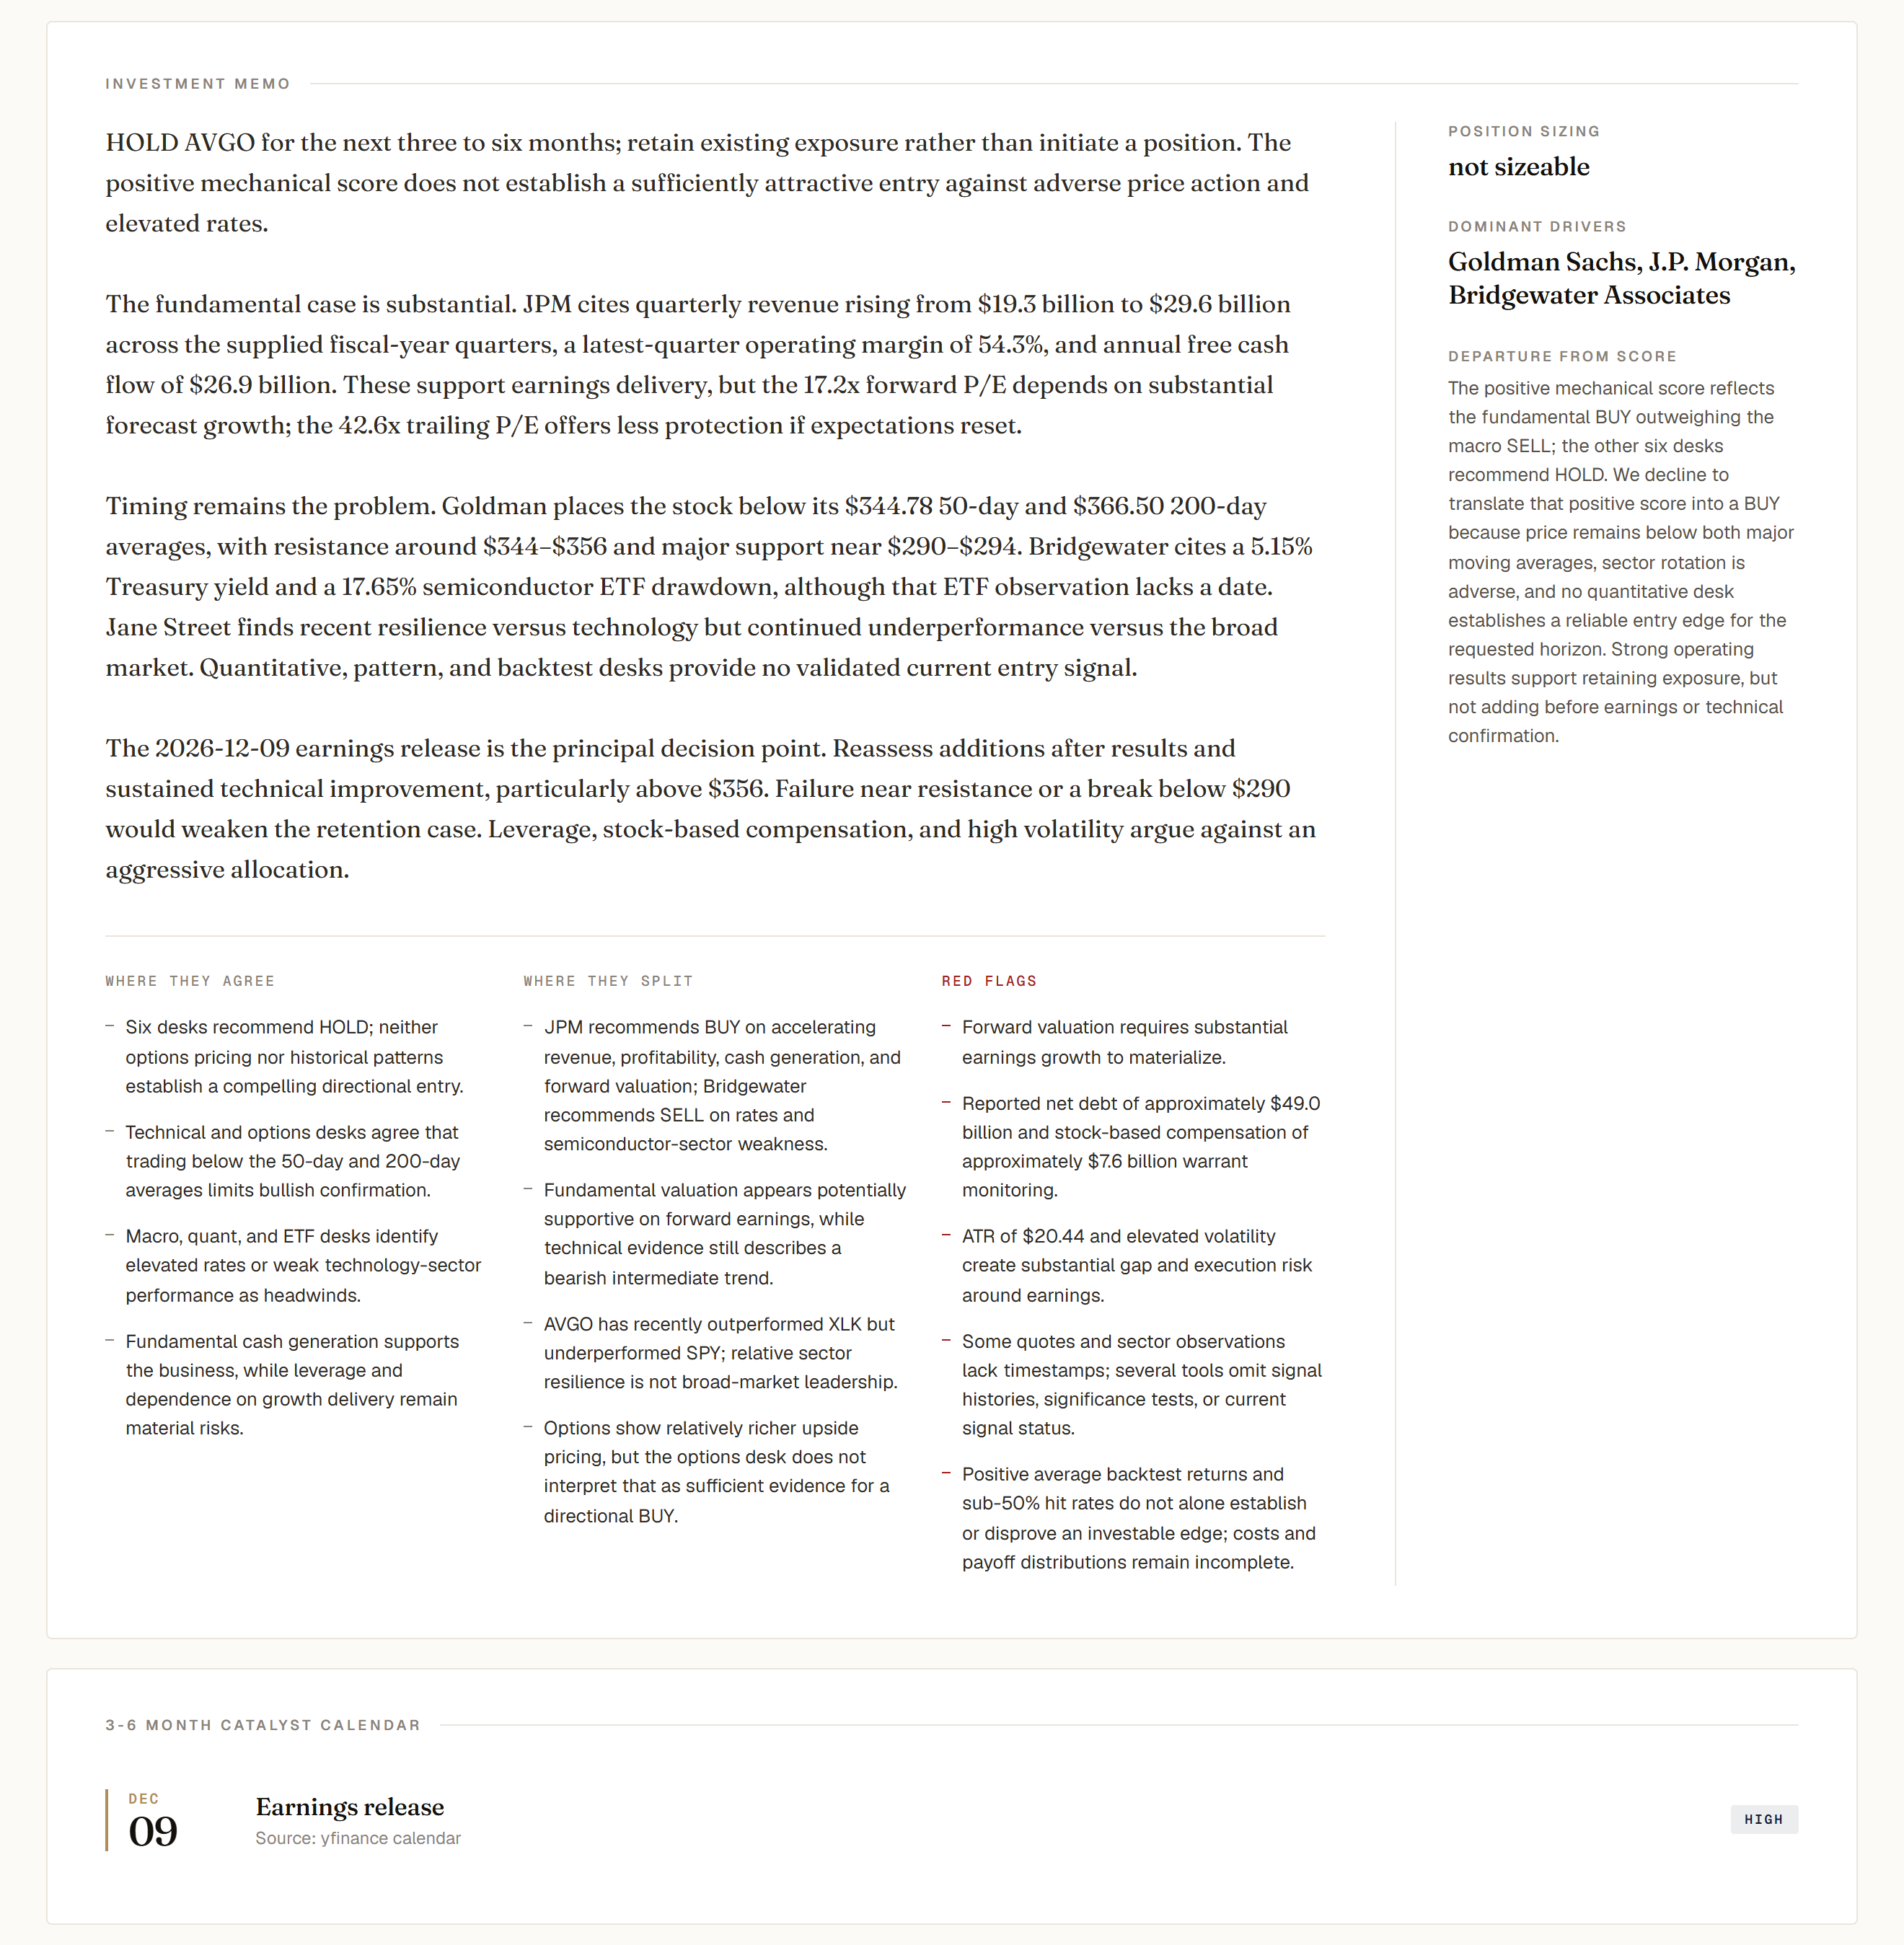 INVESTMENT MEMO
HOLD AVGO for the next three to six months; retain existing exposure rather than initiate a position. The
positive mechanical score does not establish a sufficiently attractive entry against adverse price action and
elevated rates.
The fundamental case is substantial. JPM cites quarterly revenue rising from $19.3 billion to $29.6 billion
across the supplied fiscal-year quarters, a latest-quarter operating margin of 54.3%, and annual free cash
flow of $26.9 billion. These support earnings delivery, but the 17.2x forward P/E depends on substantial
forecast growth; the 42.6x trailing P/E offers less protection if expectations reset.
Timing remains the problem. Goldman places the stock below its $344.78 50-day and $366.50 200-day
averages, with resistance around $344–$356 and major support near $290–$294. Bridgewater cites a 5.15%
Treasury yield and a 17.65% semiconductor ETF drawdown, although that ETF observation lacks a date.
Jane Street finds recent resilience versus technology but continued underperformance versus the broad
market. Quantitative, pattern, and backtest desks provide no validated current entry signal.
The 2026-12-09 earnings release is the principal decision point. Reassess additions after results and
sustained technical improvement, particularly above $356. Failure near resistance or a break below $290
would weaken the retention case. Leverage, stock-based compensation, and high volatility argue against an
aggressive allocation.
WHERE THEY AGREE
– Six desks recommend HOLD; neither
options pricing nor historical patterns
establish a compelling directional entry.
– Technical and options desks agree that
trading below the 50-day and 200-day
averages limits bullish confirmation.
– Macro, quant, and ETF desks identify
elevated rates or weak technology-sector
performance as headwinds.
– Fundamental cash generation supports
the business, while leverage and
dependence on growth delivery remain
material risks.
WHERE THEY SPLIT
– JPM recommends BUY on accelerating
revenue, profitability, cash generation, and
forward valuation; Bridgewater
recommends SELL on rates and
semiconductor-sector weakness.
– Fundamental valuation appears potentially
supportive on forward earnings, while
technical evidence still describes a
bearish intermediate trend.
– AVGO has recently outperformed XLK but
underperformed SPY; relative sector
resilience is not broad-market leadership.
– Options show relatively richer upside
pricing, but the options desk does not
interpret that as sufficient evidence for a
directional BUY.
RED FLAGS
– Forward valuation requires substantial
earnings growth to materialize.
– Reported net debt of approximately $49.0
billion and stock-based compensation of
approximately $7.6 billion warrant
monitoring.
– ATR of $20.44 and elevated volatility
create substantial gap and execution risk
around earnings.
– Some quotes and sector observations
lack timestamps; several tools omit signal
histories, significance tests, or current
signal status.
– Positive average backtest returns and
sub-50% hit rates do not alone establish
or disprove an investable edge; costs and
payoff distributions remain incomplete.
POSITION SIZING
not sizeable
DOMINANT DRIVERS
Goldman Sachs, J.P. Morgan,
Bridgewater Associates
DEPARTURE FROM SCORE
The positive mechanical score reflects
the fundamental BUY outweighing the
macro SELL; the other six desks
recommend HOLD. We decline to
translate that positive score into a BUY
because price remains below both major
moving averages, sector rotation is
adverse, and no quantitative desk
establishes a reliable entry edge for the
requested horizon. Strong operating
results support retaining exposure, but
not adding before earnings or technical
confirmation.
3-6 MONTH CATALYST CALENDAR
DEC
09
Earnings release
Source: yfinance calendar
HIGH